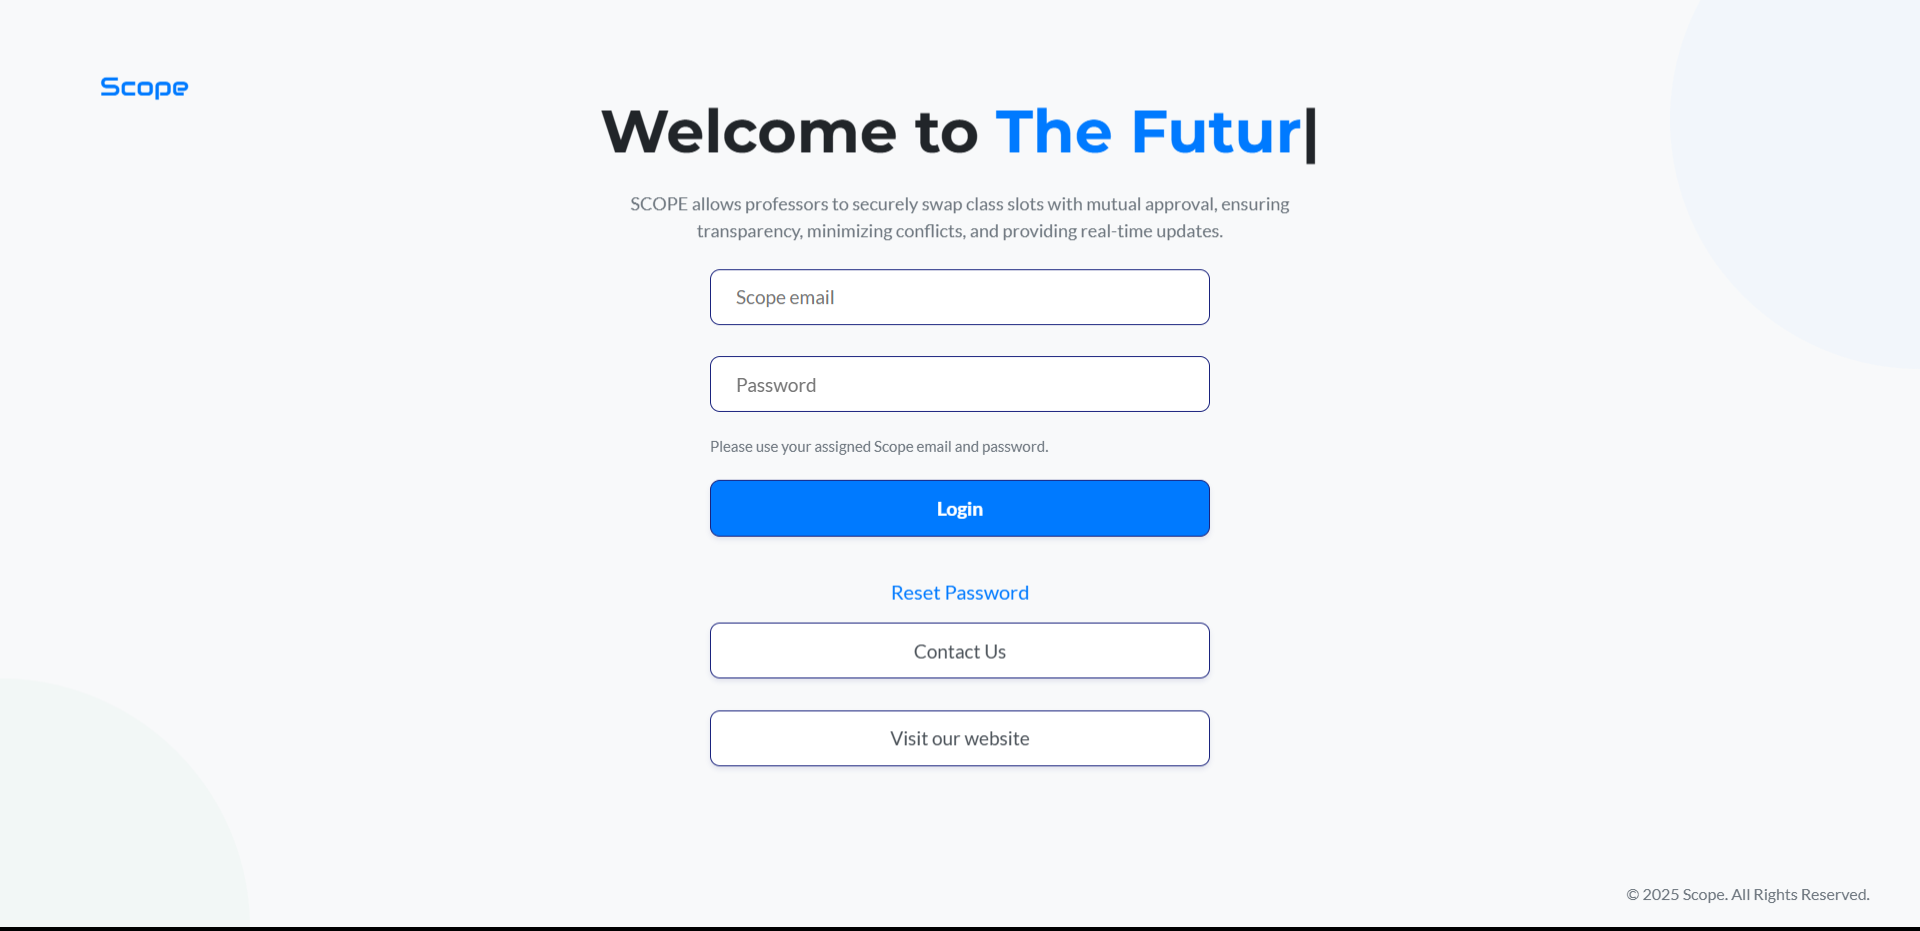 Scope
Welcome to The Futur|
SCOPE allows professors to securely swap class slots with mutual approval, ensuring
transparency, minimizing conflicts, and providing real-time updates.
Scope email
Password
Please use your assigned Scope email and password.
Login
Reset Password
Contact Us
Visit our website
© 2025 Scope. All Rights Reserved.